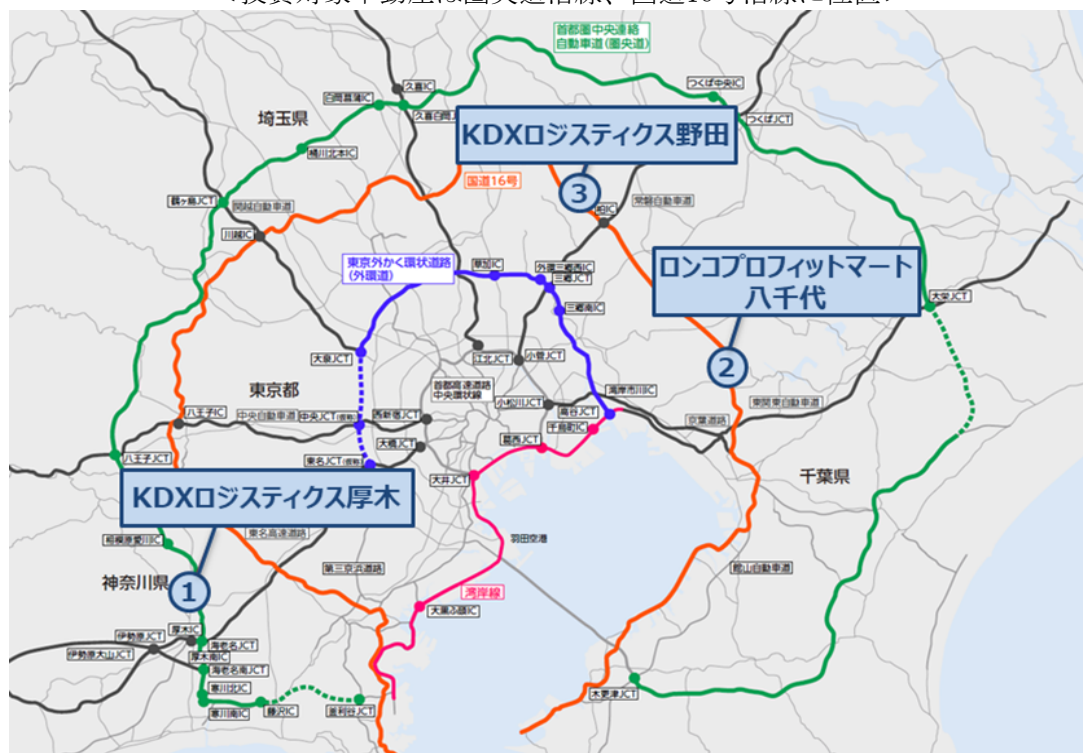 首都圏中央連絡
自動車道(圏央道)
久喜IC
つくば中央IC
白岡菖蒲IC
つくばJCT
埼玉県
KDXロジスティクス野田
桶川北本IC
国道16号
3
鶴ヶ島JCT
関越自動車道
常磐自動車道
柏IC
川越IC
東京外かく環状道路
(外環道)
草加IC
外環三郷西IC
三郷JCT
ロンコプロフィットマート
八千代
三郷南IC
大栄JCT
大泉JCT
江北JCT
小菅JCT
2
東京都
首都高速道路
中央環状線
小松川JCT
湾岸市川IC
東関東自動車道
八王子IC
中央自動車道
中央JCT(仮称)
西新宿JCT
高谷JCT
千鳥町IC
京葉道路
大橋JCT
葛西JCT
八王子JCT
東名JCT(仮称)
大井JCT
千葉県
KDXロジスティクス厚木
東名高速道路
相模原愛川IC
羽田空港
第三京浜道路
館山自動車道
神奈川県
1
湾岸線
大黒ふ頭IC
厚木IC
伊勢原JCT
海老名JCT
伊勢原大山JCT
厚木南IC
海老名南JCT
寒川北IC
木更津JCT
寒川南IC
藤沢IC
釜利谷JCT